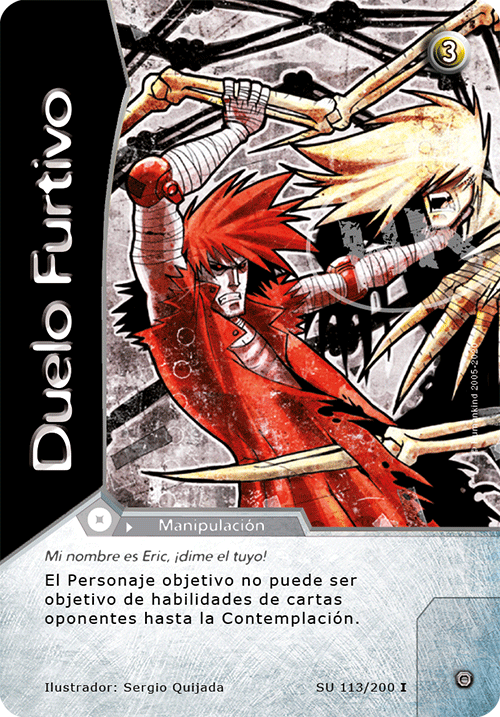 3
Duelo Furtivo
Manipulación
Mi nombre es Eric, ¡dime el tuyo!
El Personaje objetivo no puede ser
objetivo de habilidades de cartas
oponentes hasta la Contemplación.
Ilustrador: Sergio Quijada
SU 113/200 I